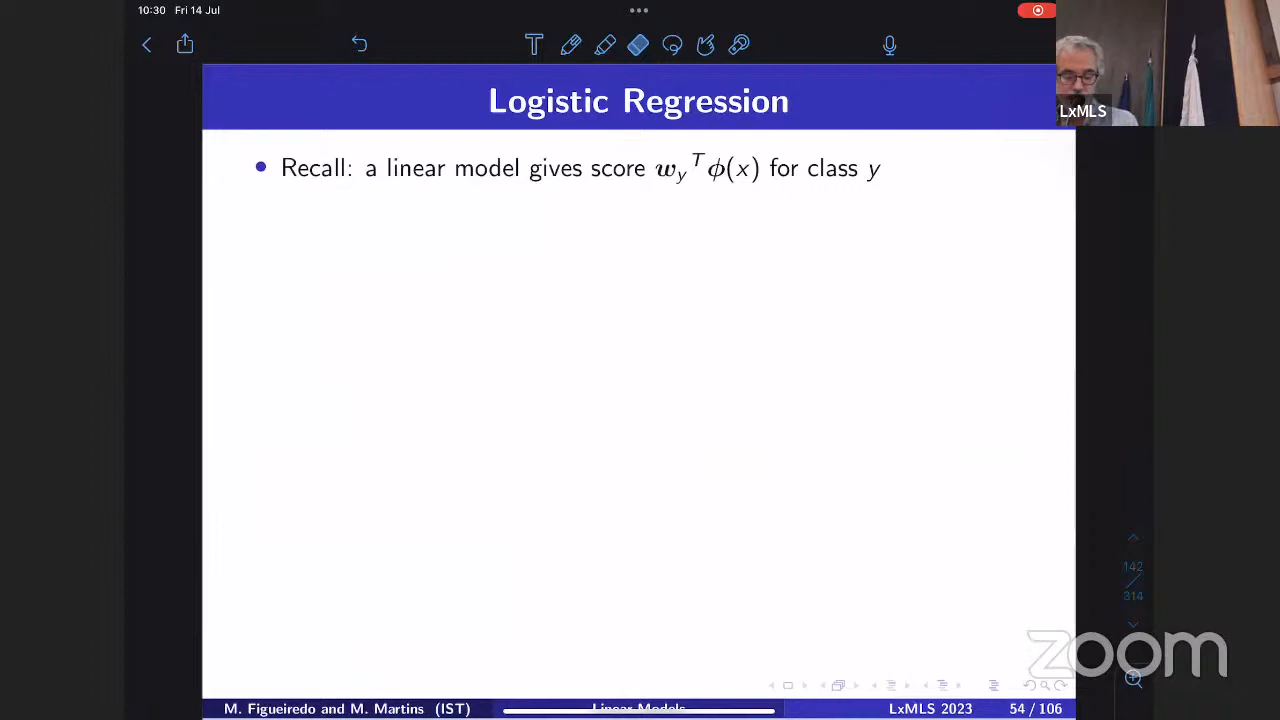 10:30 Fri 14 Jul
Logistic Regression
LxMLS
Recall: a linear model gives score w_y^T ϕ(x) for class y
142
314
zoom
M. Figueiredo and M. Martins (IST) Linear Models LxMLS 2023 54 / 106